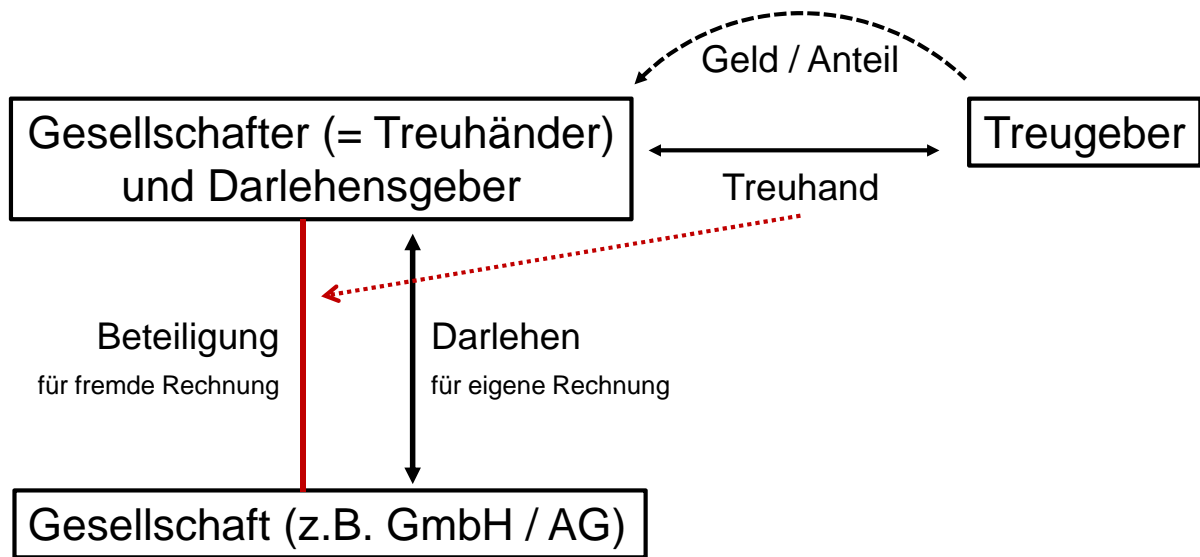 Geld / Anteil
Gesellschafter (= Treuhänder)
und Darlehensgeber
Treugeber
Treuhand
Beteiligung
für fremde Rechnung
Darlehen
für eigene Rechnung
Gesellschaft (z.B. GmbH / AG)